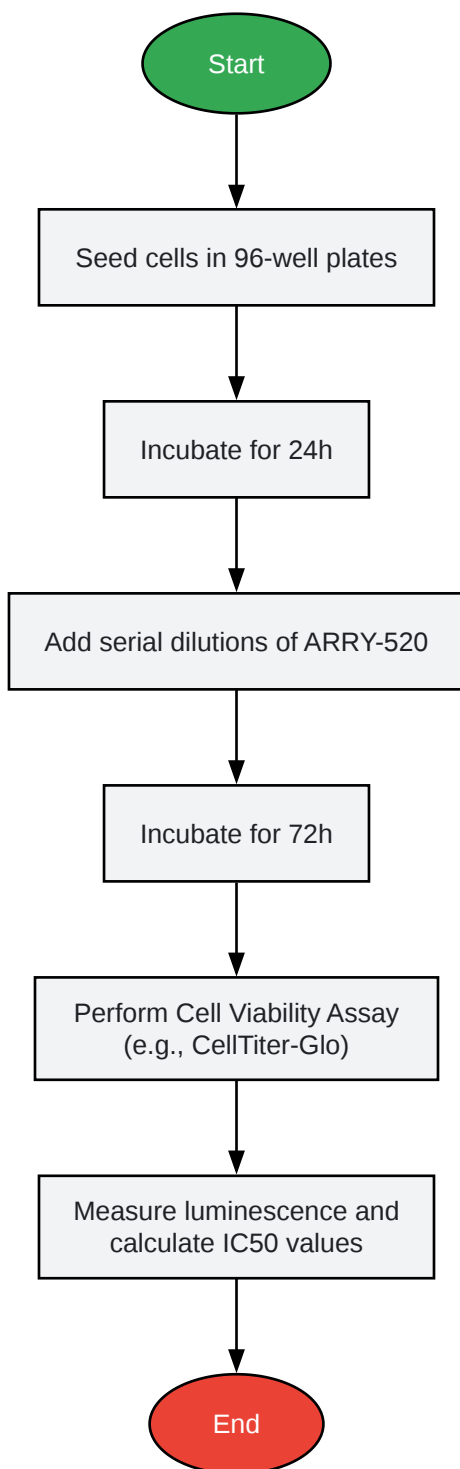 Start
Seed cells in 96-well plates
Incubate for 24h
Add serial dilutions of ARRY-520
Incubate for 72h
Perform Cell Viability Assay
(e.g., CellTiter-Glo)
Measure luminescence and
calculate IC50 values
End